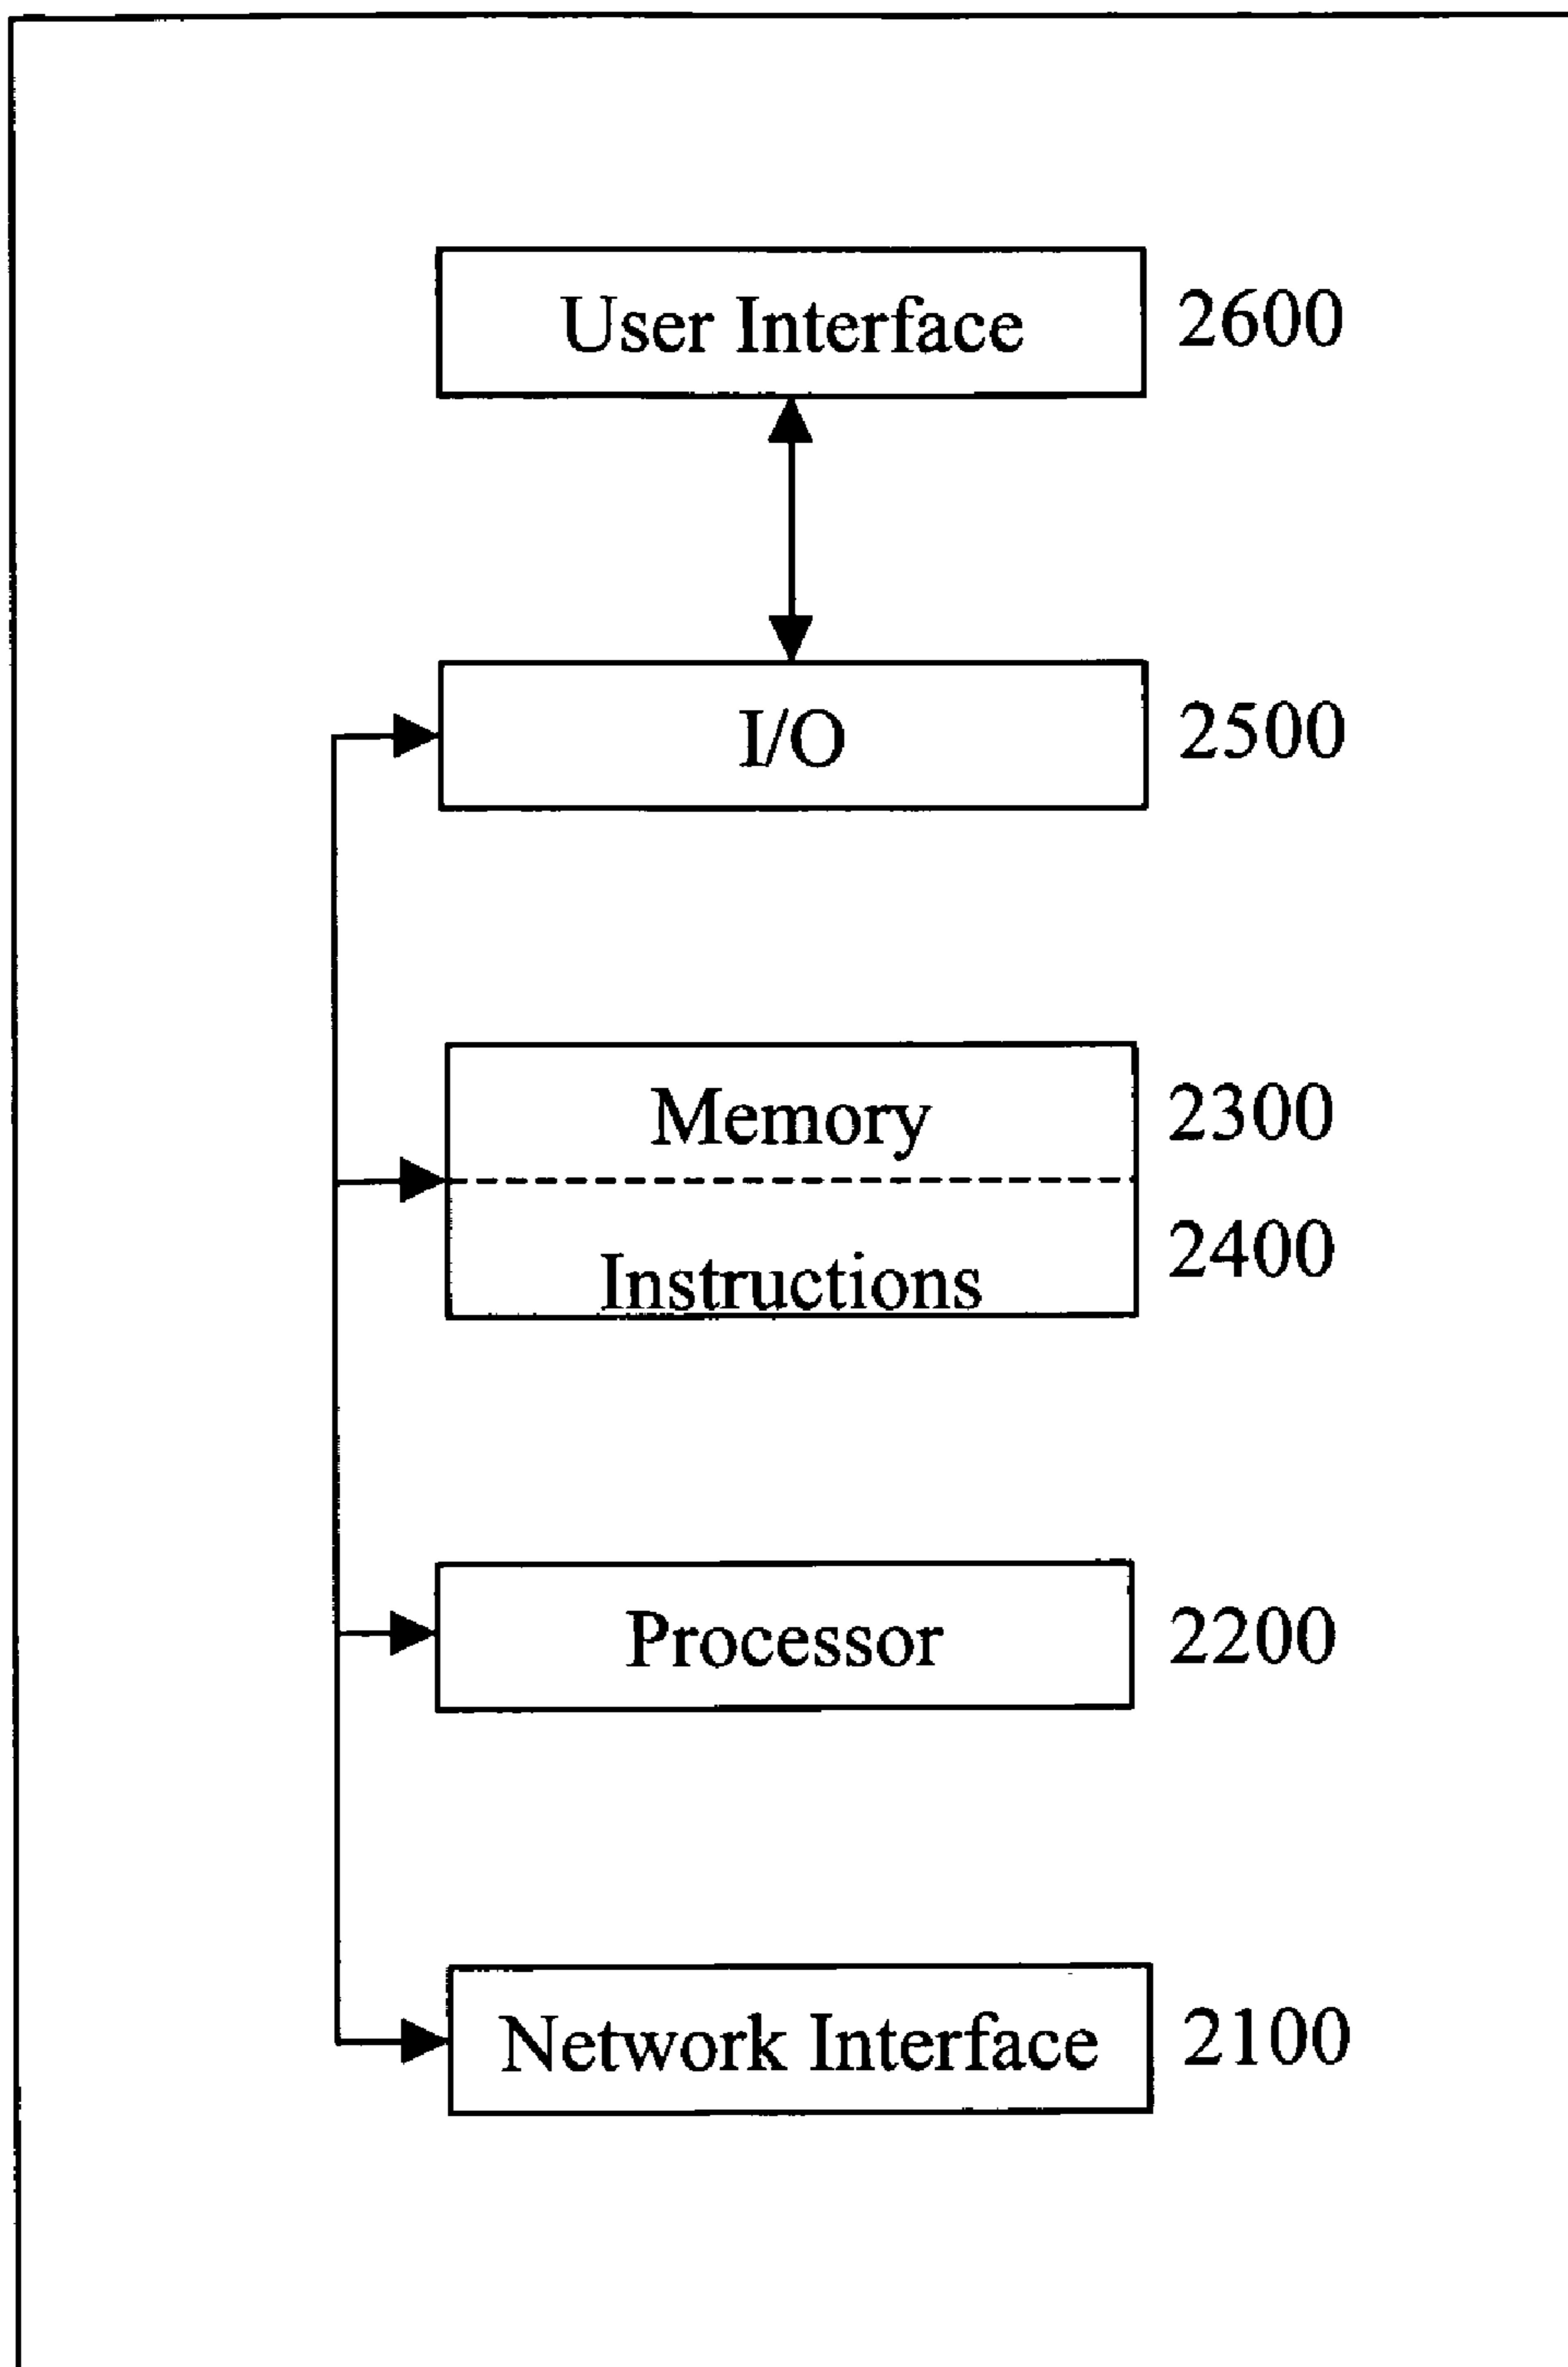 User Interface 2600
I/O 2500
Memory 2300
Instructions 2400
Processor 2200
Network Interface 2100